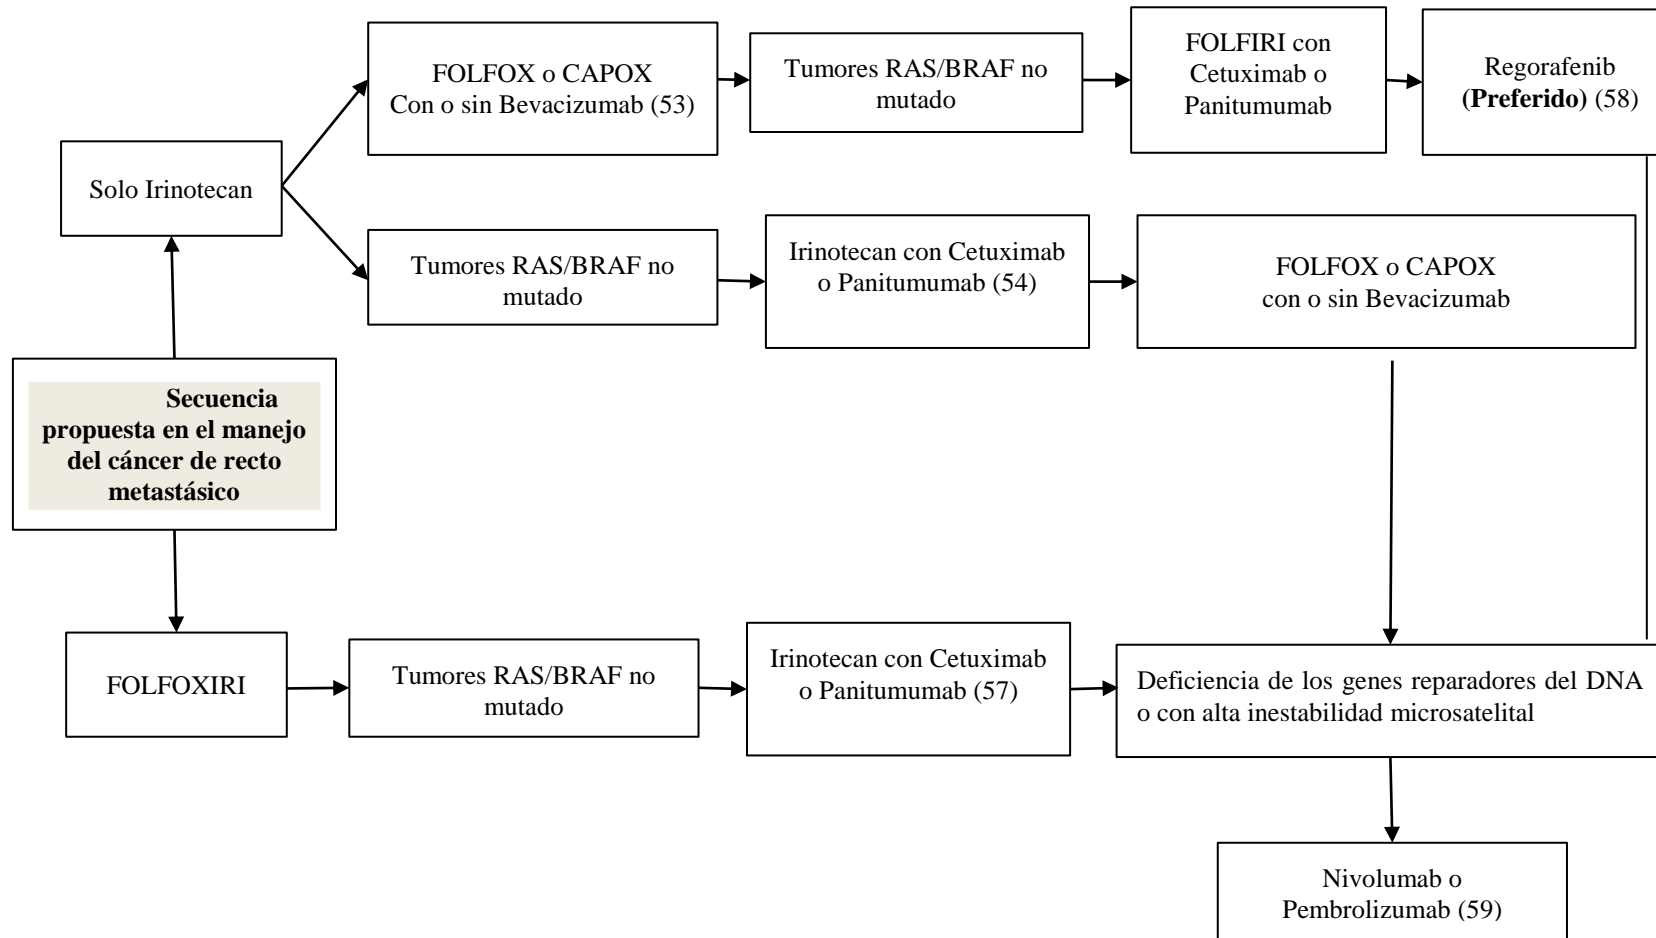 FOLFOX o CAPOX
Con o sin Bevacizumab (53)
Tumores RAS/BRAF no
mutado
FOLFIRI con
Cetuximab o
Panitumumab
Regorafenib
(Preferido) (58)
Solo Irinotecan
Tumores RAS/BRAF no
mutado
Irinotecan con Cetuximab
o Panitumumab (54)
FOLFOX o CAPOX
con o sin Bevacizumab
Secuencia
propuesta en el manejo
del cáncer de recto
metastásico
FOLFOXIRI
Tumores RAS/BRAF no
mutado
Irinotecan con Cetuximab
o Panitumumab (57)
Deficiencia de los genes reparadores del DNA
o con alta inestabilidad microsatelital
Nivolumab o
Pembrolizumab (59)